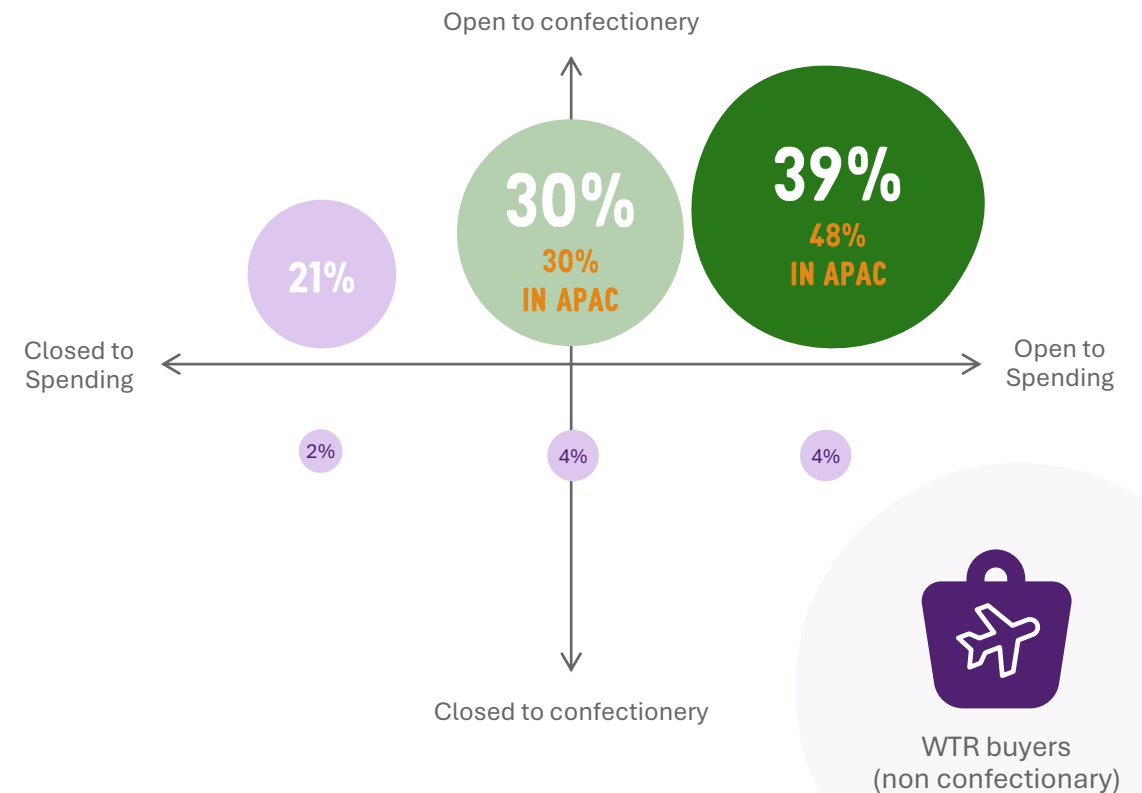 Open to confectionery
39%
48%
IN APAC
30%
30%
IN APAC
21%
Closed to
Spending
Open to
Spending
2%
4%
4%
Closed to confectionery
WTR buyers
(non confectionary)